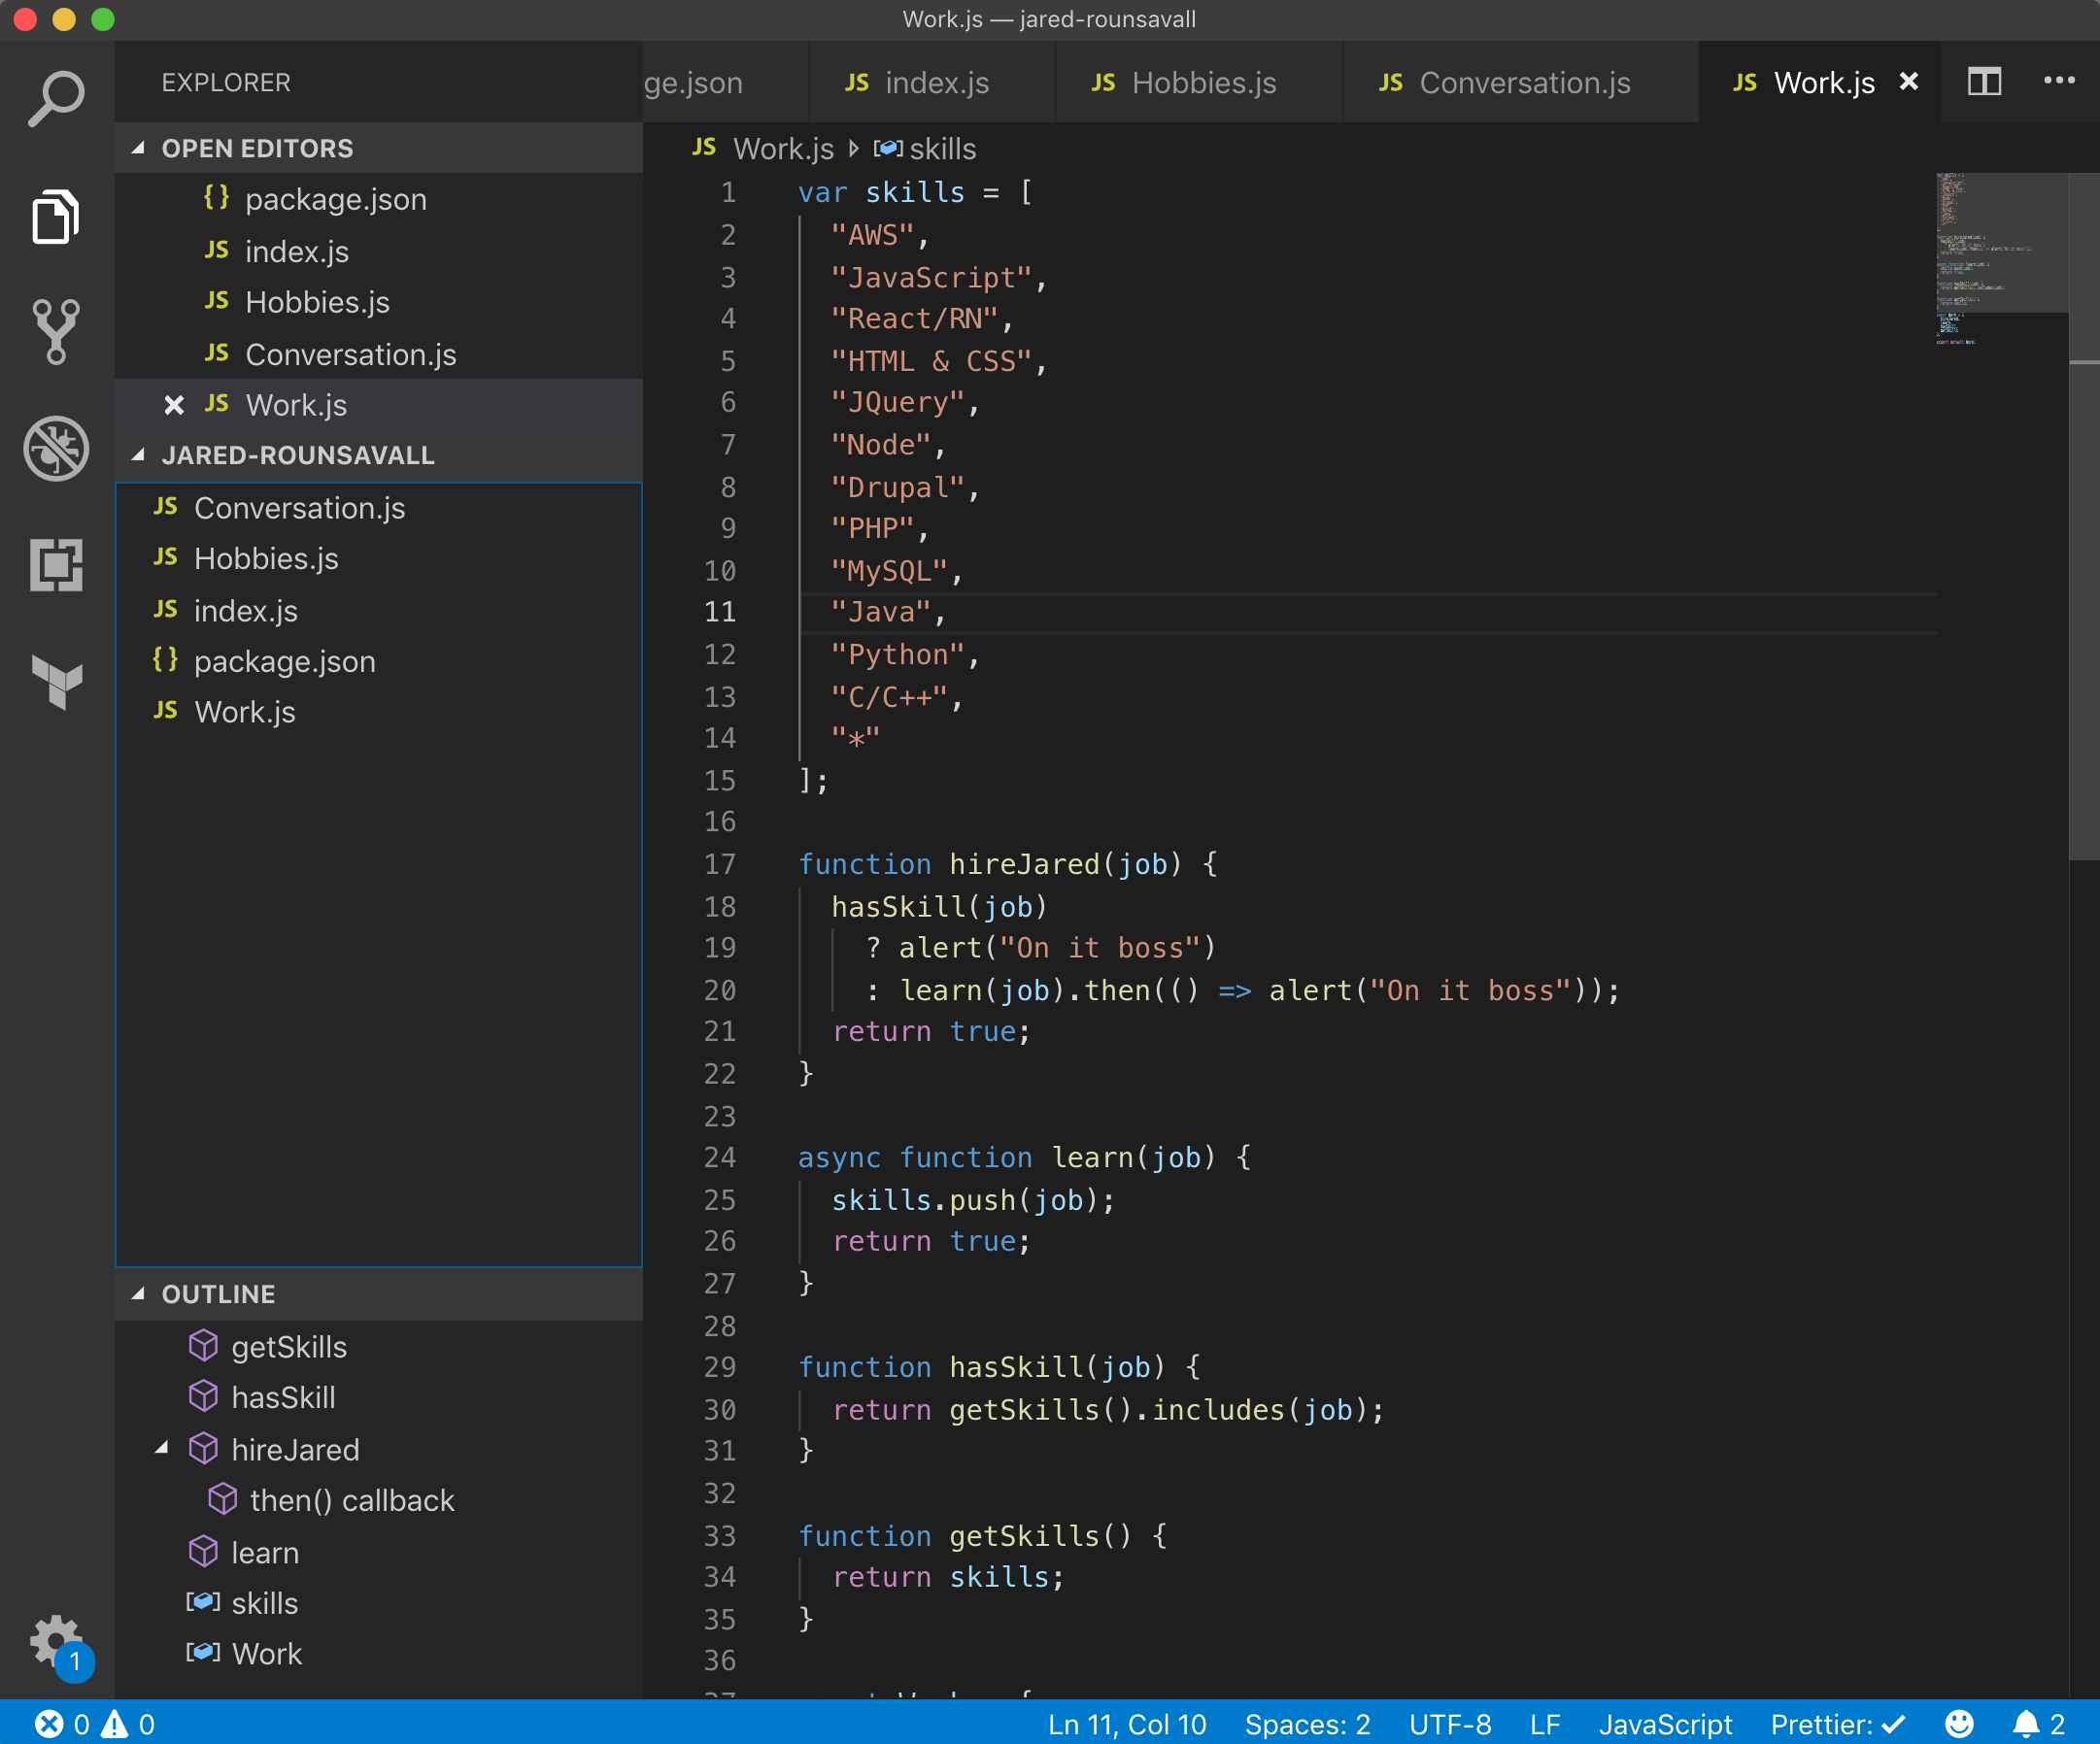 Work.js — jared-rounsavall
EXPLORER
ge.json
JS index.js
JS Hobbies.js
JS Conversation.js
JS Work.js
OPEN EDITORS
{} package.json
JS index.js
JS Hobbies.js
JS Conversation.js
JS Work.js
JARED-ROUNSAVALL
JS Conversation.js
JS Hobbies.js
JS index.js
{} package.json
JS Work.js
OUTLINE
getSkills
hasSkill
hireJared
then() callback
learn
skills
Work
1
JS Work.js skills
1 var skills = [
2 "AWS",
3 "JavaScript",
4 "React/RN",
5 "HTML & CSS",
6 "JQuery",
7 "Node",
8 "Drupal",
9 "PHP",
10 "MySQL",
11 "Java",
12 "Python",
13 "C/C++",
14 "*"
15 ];
16
17 function hireJared(job) {
18 hasSkill(job)
19 ? alert("On it boss")
20 : learn(job).then(() => alert("On it boss"));
21 return true;
22 }
23
24 async function learn(job) {
25 skills.push(job);
26 return true;
27 }
28
29 function hasSkill(job) {
30 return getSkills().includes(job);
31 }
32
33 function getSkills() {
34 return skills;
35 }
36
0 0
Ln 11, Col 10 Spaces: 2 UTF-8 LF JavaScript Prettier: ✓ 2